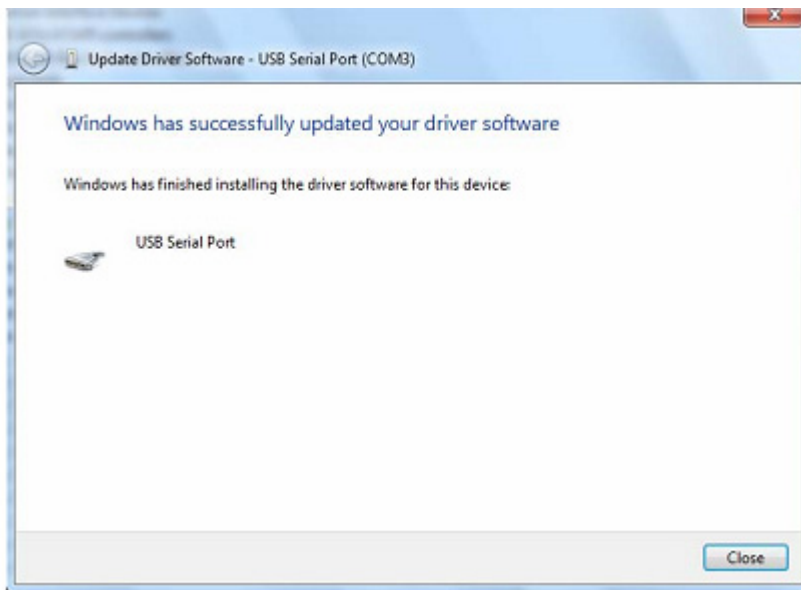 Update Driver Software - USB Serial Port (COM3)
Windows has successfully updated your driver software
Windows has finished installing the driver software for this device:
USB Serial Port
Close